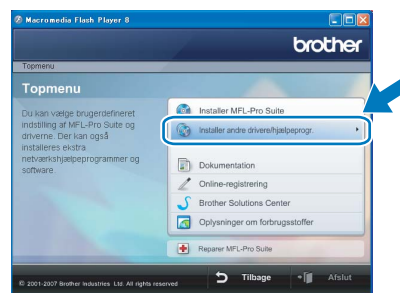 Macromedia Flash Player 8
brother
Topmenu
Topmenu
Du kan vælge brugerdefineret
indstilling af MFL-Pro Suite og
driverne. Der kan også
installeres ekstra
netværkshjælpeprogrammer og
software.
Installer MFL-Pro Suite
Installer andre drivere/hjælpeprogr.
Dokumentation
Online-registrering
Brother Solutions Center
Oplysninger om forbrugsstoffer
Reparer MFL-Pro Suite
© 2001-2007 Brother Industries Ltd. All rights reserved
Tilbage
Afslut